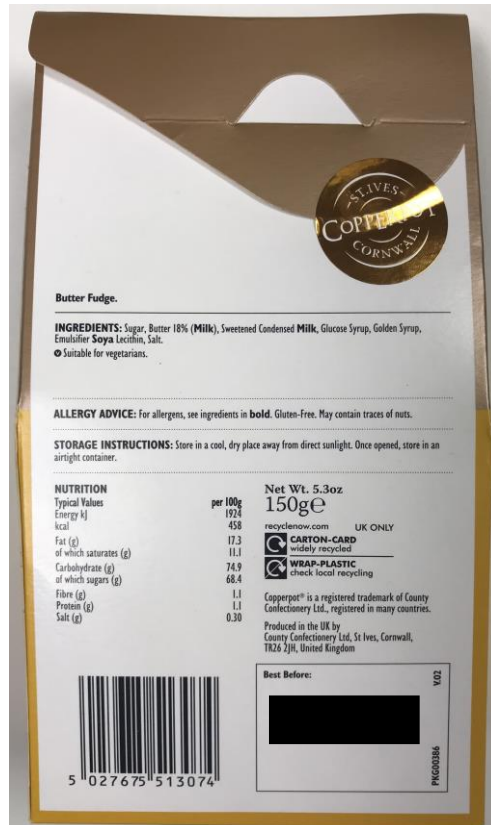 ST.IVES
COPPERPOT
CORNWALL
Butter Fudge.
INGREDIENTS: Sugar, Butter 18% (Milk), Sweetened Condensed Milk, Glucose Syrup, Golden Syrup,
Emulsifier Soya Lecithin, Salt.
Suitable for vegetarians.
ALLERGY ADVICE: For allergens, see ingredients in bold. Gluten-Free. May contain traces of nuts.
STORAGE INSTRUCTIONS: Store in a cool, dry place away from direct sunlight. Once opened, store in an
airtight container.
NUTRITION
Typical Values per 100g
Energy kJ 1924
kcal 458
Fat (g) 17.3
of which saturates (g) 11.1
Carbohydrate (g) 74.9
of which sugars (g) 68.4
Fibre (g) 1.1
Protein (g) 1.1
Salt (g) 0.30
Net Wt. 5.3oz
150g℮
recyclenow.com UK ONLY
CARTON-CARD
widely recycled
WRAP-PLASTIC
check local recycling
Copperpot® is a registered trademark of County
Confectionery Ltd., registered in many countries.
Produced in the UK by
County Confectionery Ltd, St Ives, Cornwall,
TR26 2JH, United Kingdom
Best Before:
V.02
PKG00386
5 027675 513074